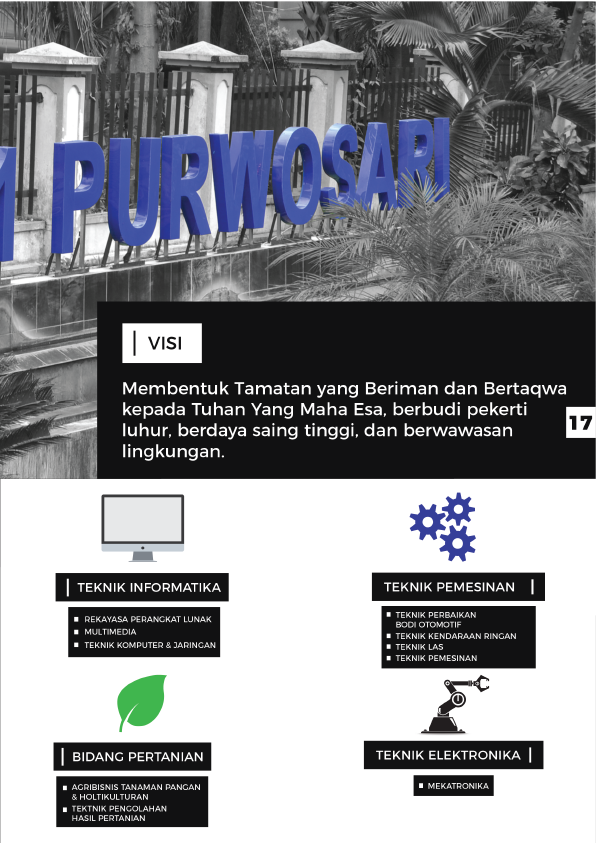 PURWOSARI
VISI
Membentuk Tamatan yang Beriman dan Bertaqwa
kepada Tuhan Yang Maha Esa, berbudi pekerti
luhur, berdaya saing tinggi, dan berwawasan
lingkungan.
17
TEKNIK INFORMATIKA
REKAYASA PERANGKAT LUNAK
MULTIMEDIA
TEKNIK KOMPUTER & JARINGAN
TEKNIK PEMESINAN
TEKNIK PERBAIKAN
BODI OTOMOTIF
TEKNIK KENDARAAN RINGAN
TEKNIK LAS
TEKNIK PEMESINAN
BIDANG PERTANIAN
AGRIBISNIS TANAMAN PANGAN
& HOLTIKULTURAN
TEKTNIK PENGOLAHAN
HASIL PERTANIAN
TEKNIK ELEKTRONIKA
MEKATRONIKA